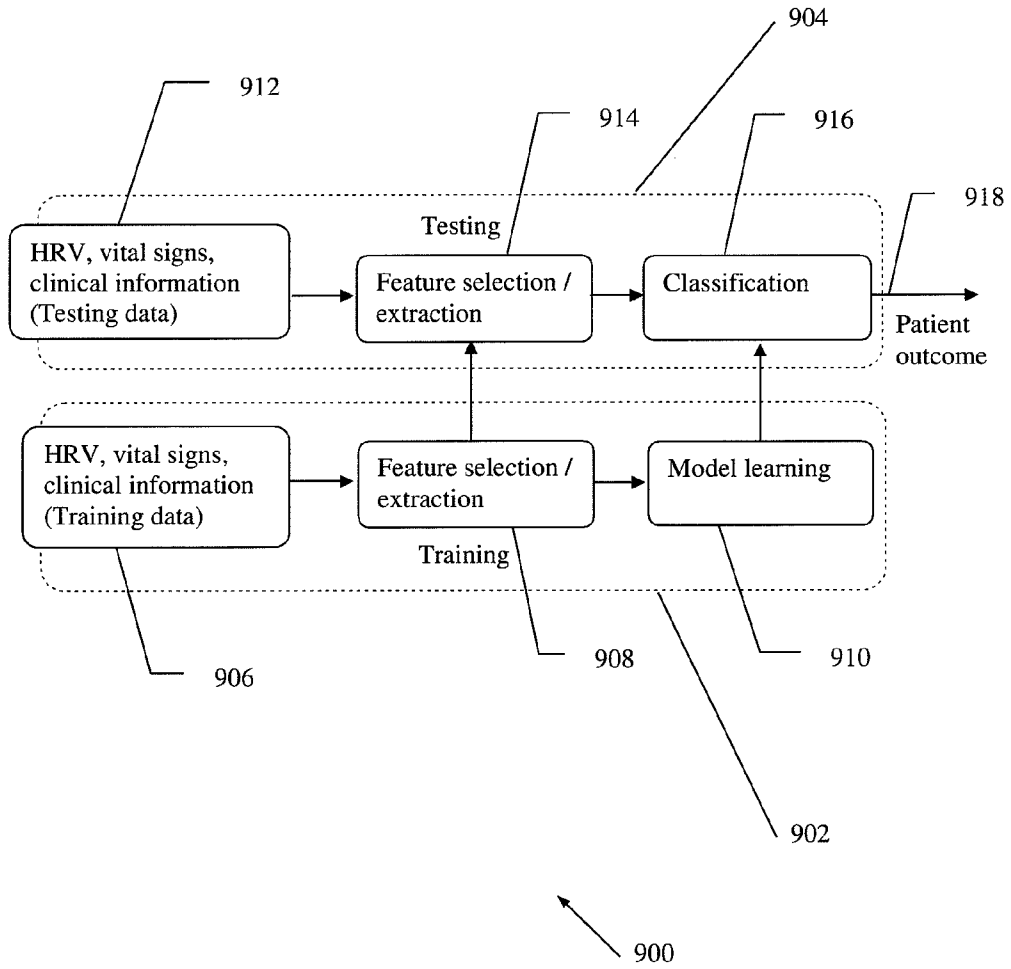 904
912
914
916
918
Testing
HRV, vital signs,
clinical information
(Testing data)
Feature selection /
extraction
Classification
Patient
outcome
HRV, vital signs,
clinical information
(Training data)
Feature selection /
extraction
Model learning
Training
906
908
910
902
900